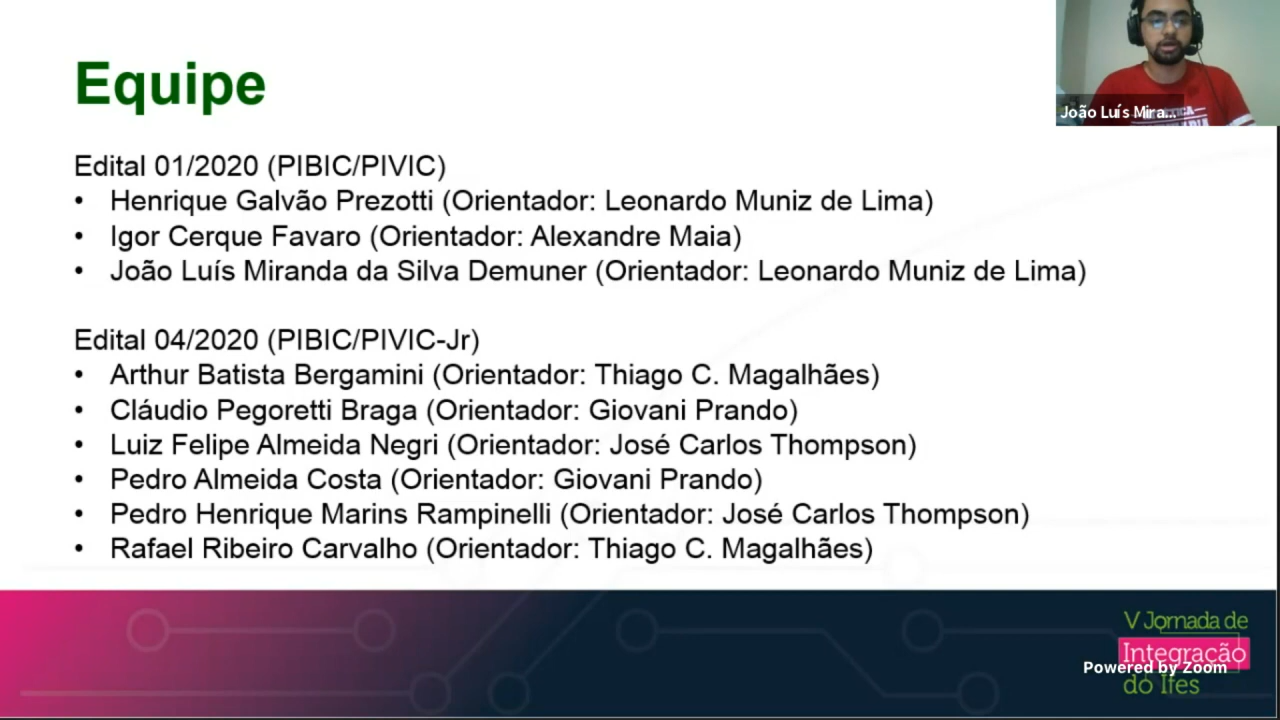 Equipe
João Luís Mira...
Edital 01/2020 (PIBIC/PIVIC)
• Henrique Galvão Prezotti (Orientador: Leonardo Muniz de Lima)
• Igor Cerque Favaro (Orientador: Alexandre Maia)
• João Luís Miranda da Silva Demuner (Orientador: Leonardo Muniz de Lima)
Edital 04/2020 (PIBIC/PIVIC-Jr)
• Arthur Batista Bergamini (Orientador: Thiago C. Magalhães)
• Cláudio Pegoretti Braga (Orientador: Giovani Prando)
• Luiz Felipe Almeida Negri (Orientador: José Carlos Thompson)
• Pedro Almeida Costa (Orientador: Giovani Prando)
• Pedro Henrique Marins Rampinelli (Orientador: José Carlos Thompson)
• Rafael Ribeiro Carvalho (Orientador: Thiago C. Magalhães)
V Jornada de
Integração
Powered by Zoom
do Ifes